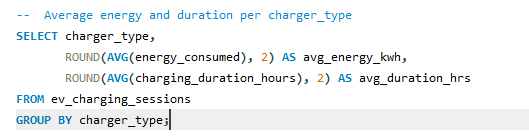 --  Average energy and duration per charger_type
SELECT charger_type,
       ROUND(AVG(energy_consumed), 2) AS avg_energy_kwh,
       ROUND(AVG(charging_duration_hours), 2) AS avg_duration_hrs
FROM ev_charging_sessions
GROUP BY charger_type;